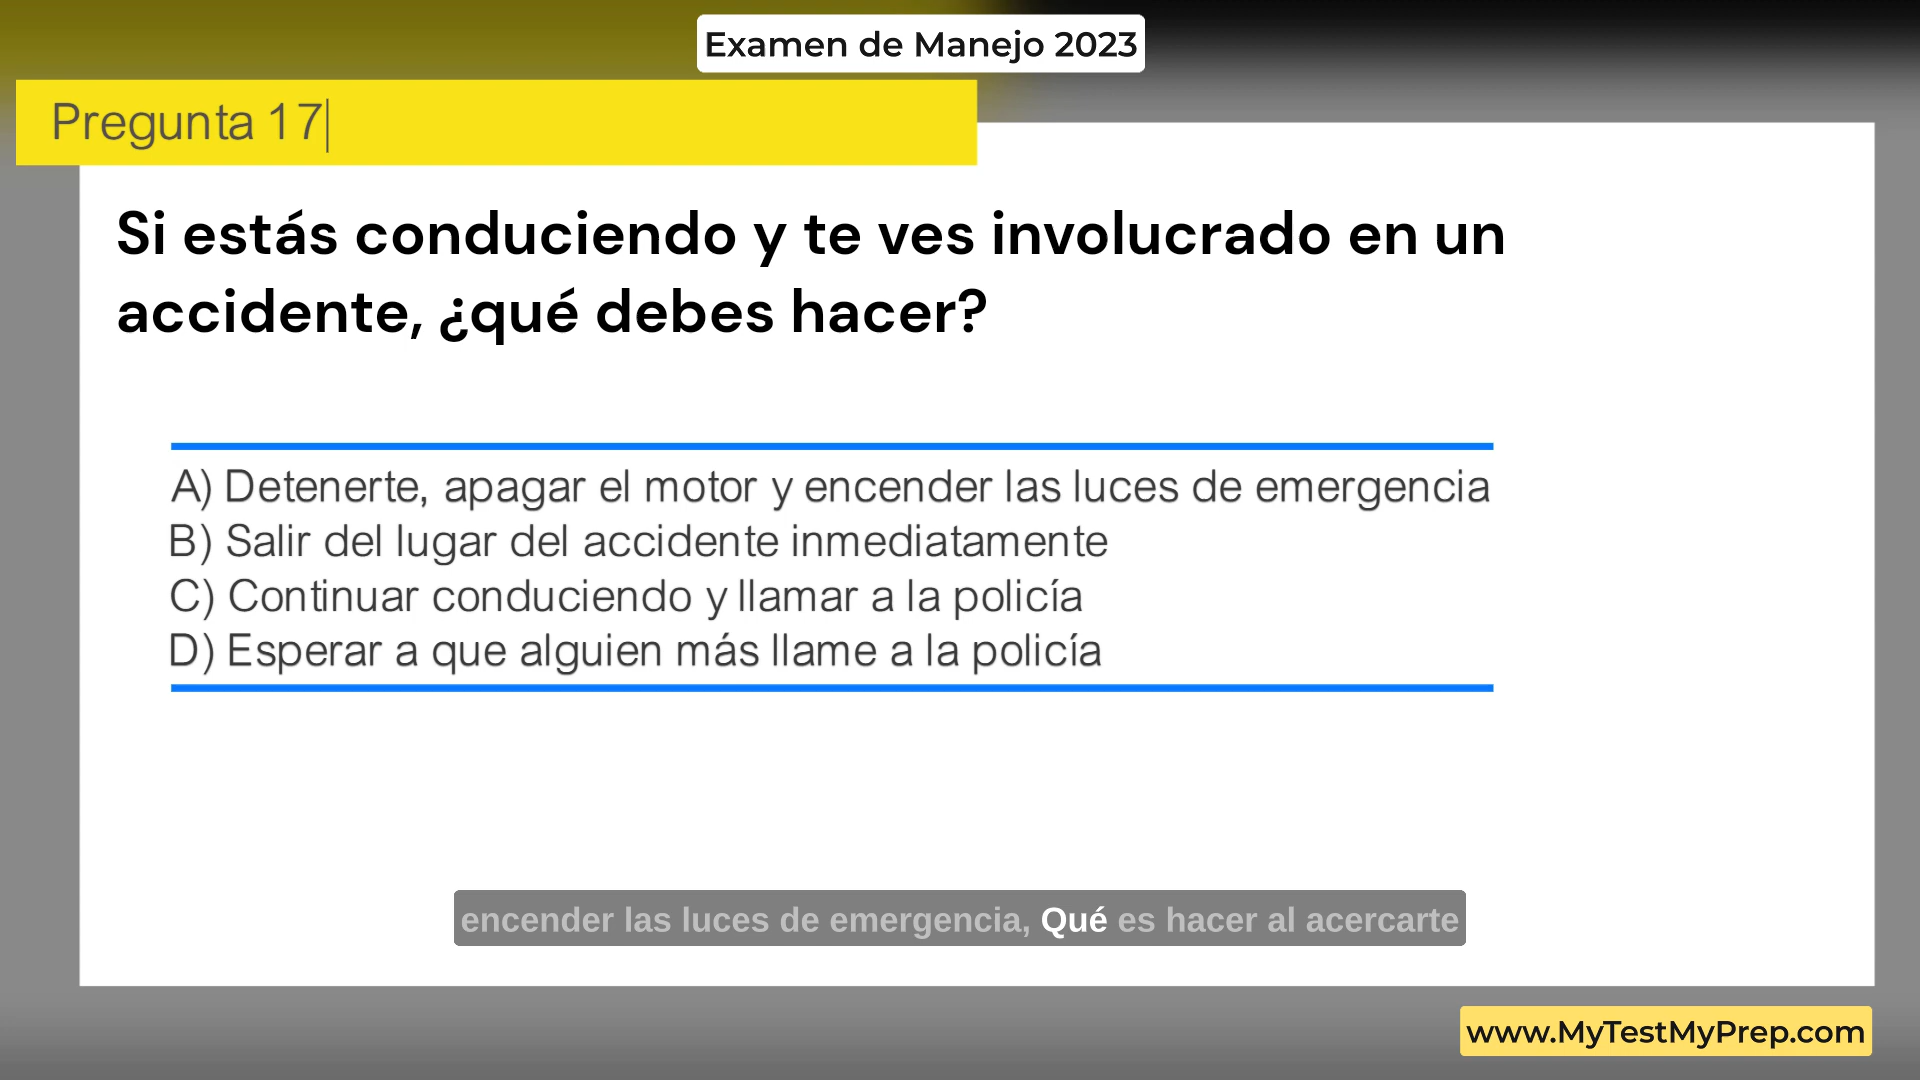 Examen de Manejo 2023
Pregunta 17
Si estás conduciendo y te ves involucrado en un
accidente, ¿qué debes hacer?
A) Detenerte, apagar el motor y encender las luces de emergencia
B) Salir del lugar del accidente inmediatamente
C) Continuar conduciendo y llamar a la policía
D) Esperar a que alguien más llame a la policía
encender las luces de emergencia, Qué es hacer al acercarte
www.MyTestMyPrep.com